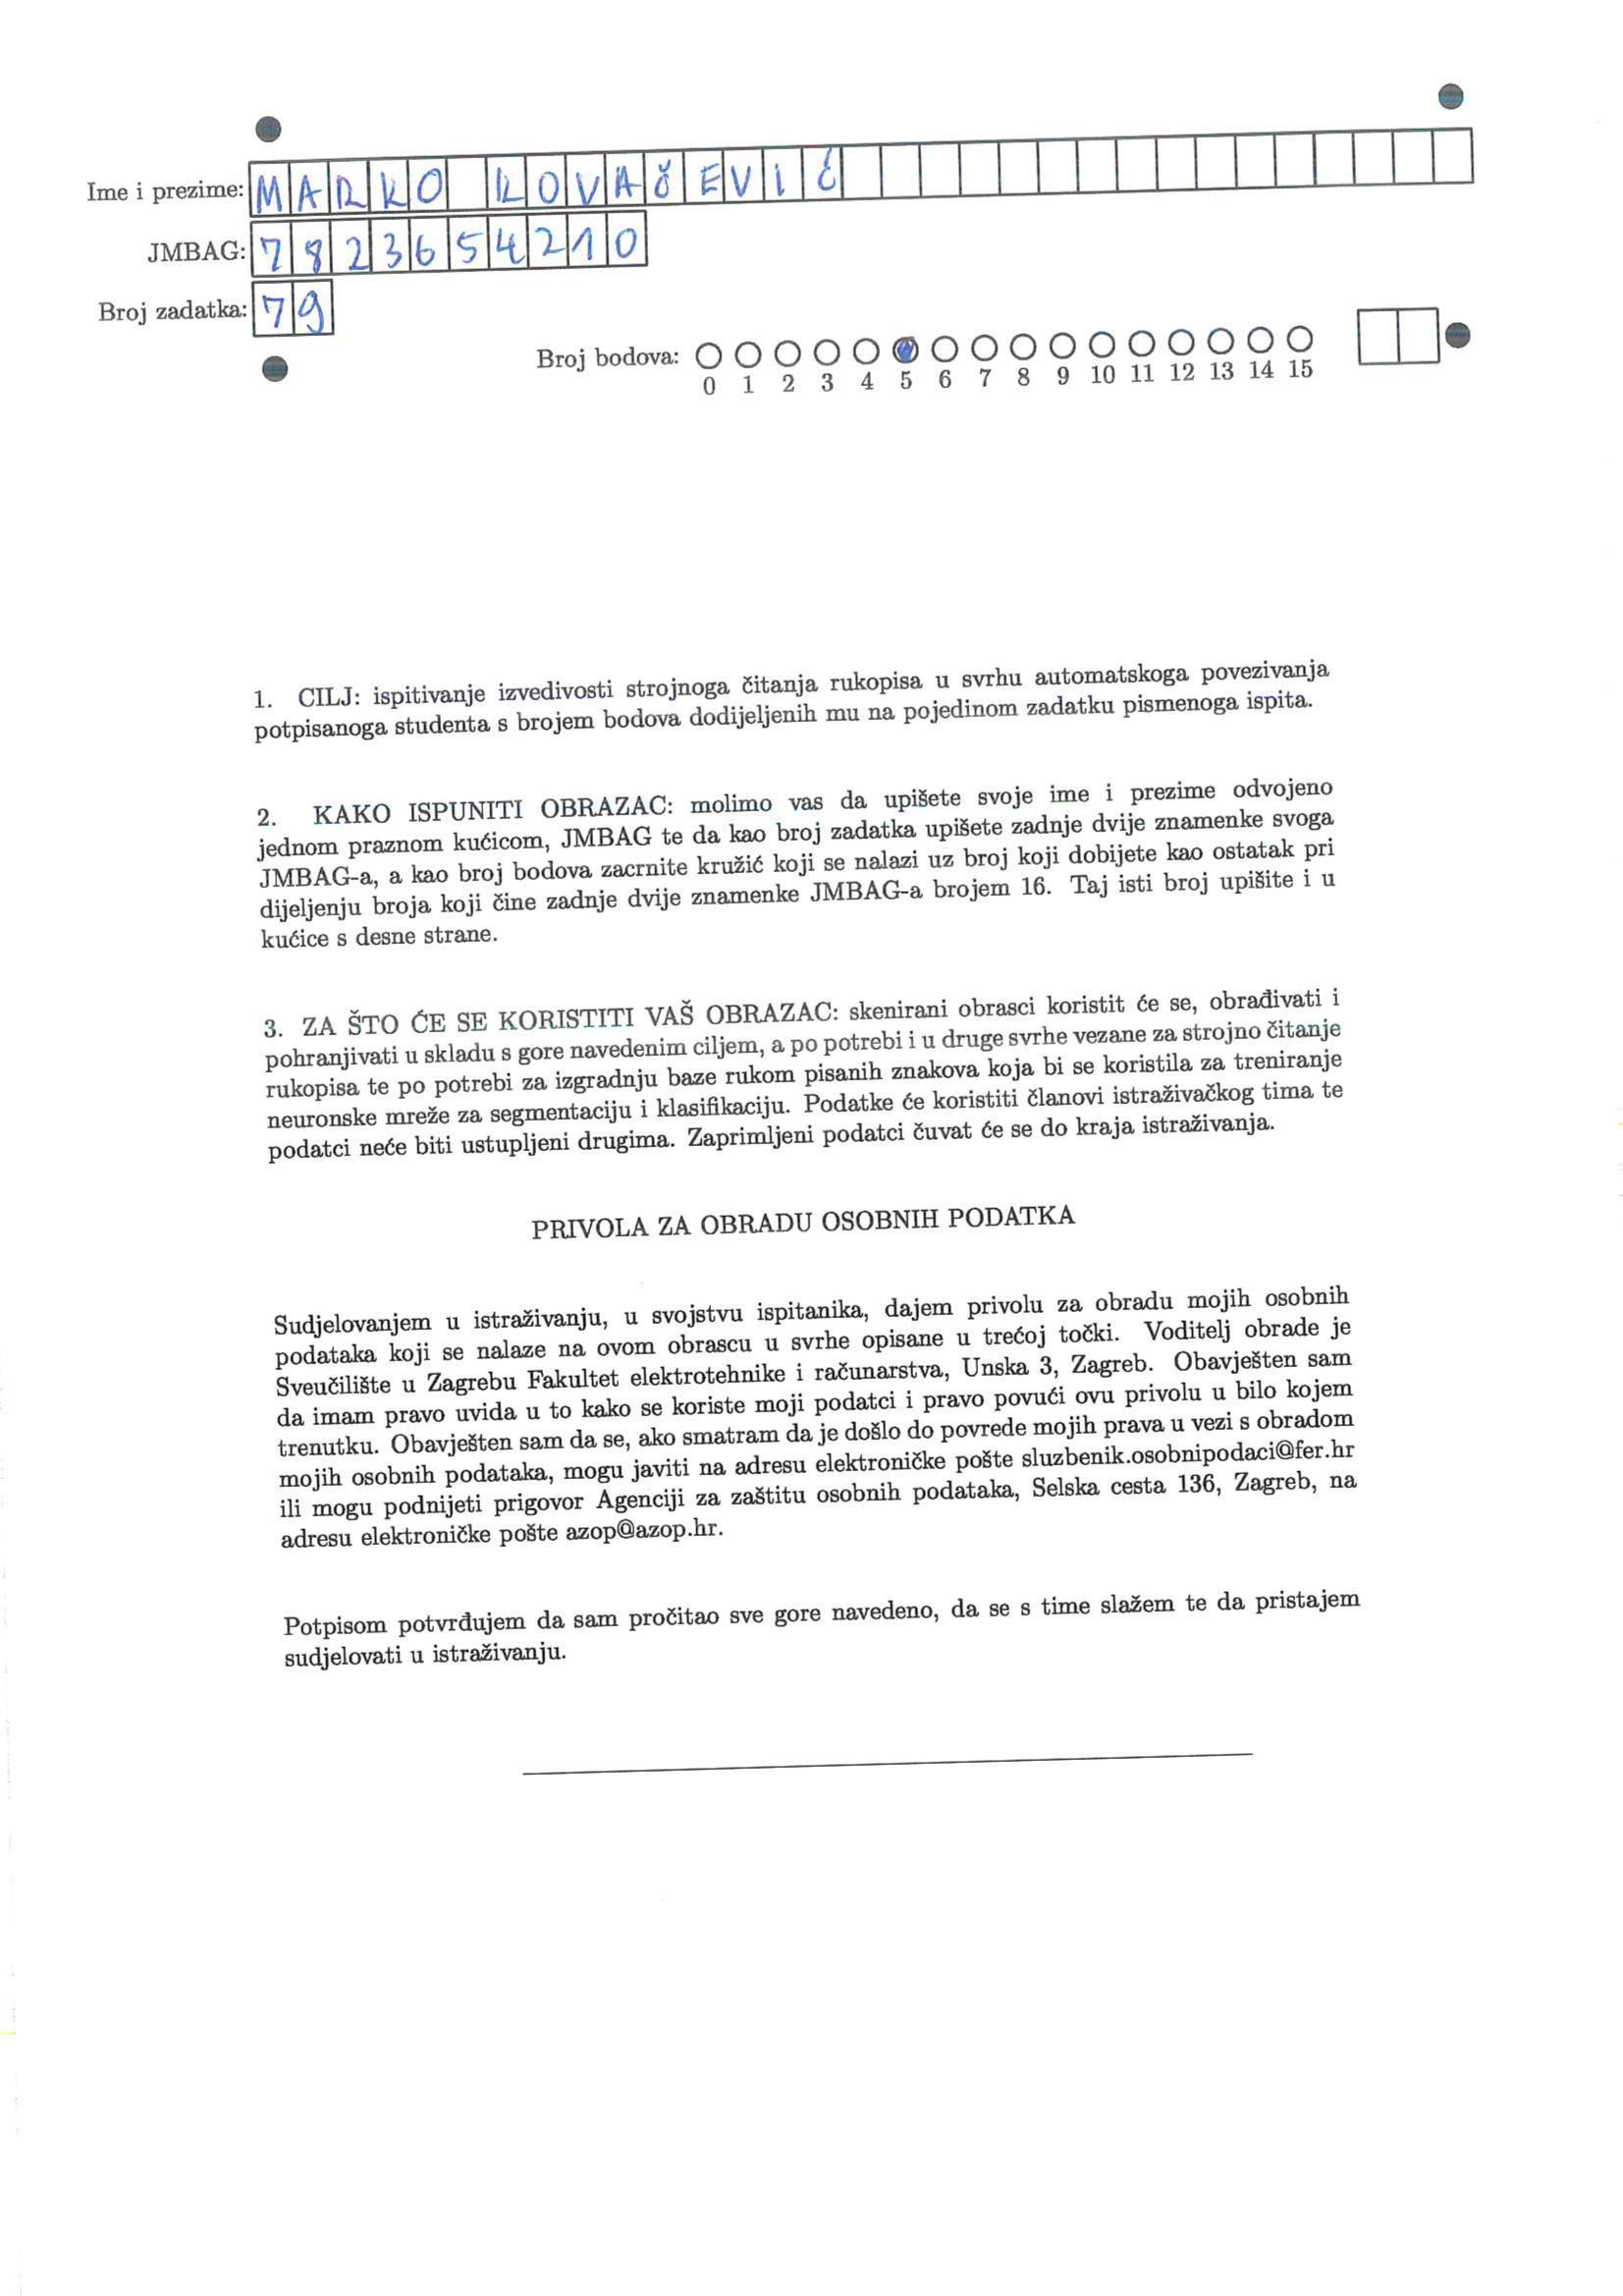 Ime i prezime: MARKO KOVAČEVIĆ
JMBAG: 7823654210
Broj zadatka: 79
Broj bodova:
0 1 2 3 4 5 6 7 8 9 10 11 12 13 14 15
1. CILJ: ispitivanje izvedivosti strojnoga čitanja rukopisa u svrhu automatskoga povezivanja
potpisanoga studenta s brojem bodova dodijeljenih mu na pojedinom zadatku pismenoga ispita.
2. KAKO ISPUNITI OBRAZAC: molimo vas da upišete svoje ime i prezime odvojeno
jednom praznom kućicom, JMBAG te da kao broj zadatka upišete zadnje dvije znamenke svoga
JMBAG-a, a kao broj bodova zacrnite kružić koji se nalazi uz broj koji dobijete kao ostatak pri
dijeljenju broja koji čine zadnje dvije znamenke JMBAG-a brojem 16. Taj isti broj upišite i u
kućice s desne strane.
3. ZA ŠTO ĆE SE KORISTITI VAŠ OBRAZAC: skenirani obrasci koristit će se, obrađivati i
pohranjivati u skladu s gore navedenim ciljem, a po potrebi i u druge svrhe vezane za strojno čitanje
rukopisa te po potrebi za izgradnju baze rukom pisanih znakova koja bi se koristila za treniranje
neuronske mreže za segmentaciju i klasifikaciju. Podatke će koristiti članovi istraživačkog tima te
podatci neće biti ustupljeni drugima. Zaprimljeni podatci čuvat će se do kraja istraživanja.
PRIVOLA ZA OBRADU OSOBNIH PODATKA
Sudjelovanjem u istraživanju, u svojstvu ispitanika, dajem privolu za obradu mojih osobnih
podataka koji se nalaze na ovom obrascu u svrhe opisane u trećoj točki. Voditelj obrade je
Sveučilište u Zagrebu Fakultet elektrotehnike i računarstva, Unska 3, Zagreb. Obavješten sam
da imam pravo uvida u to kako se koriste moji podatci i pravo povući ovu privolu u bilo kojem
trenutku. Obavješten sam da se, ako smatram da je došlo do povrede mojih prava u vezi s obradom
mojih osobnih podataka, mogu javiti na adresu elektroničke pošte sluzbenik.osobnipodaci@fer.hr
ili mogu podnijeti prigovor Agenciji za zaštitu osobnih podataka, Selska cesta 136, Zagreb, na
adresu elektroničke pošte azop@azop.hr.
Potpisom potvrđujem da sam pročitao sve gore navedeno, da se s time slažem te da pristajem
sudjelovati u istraživanju.